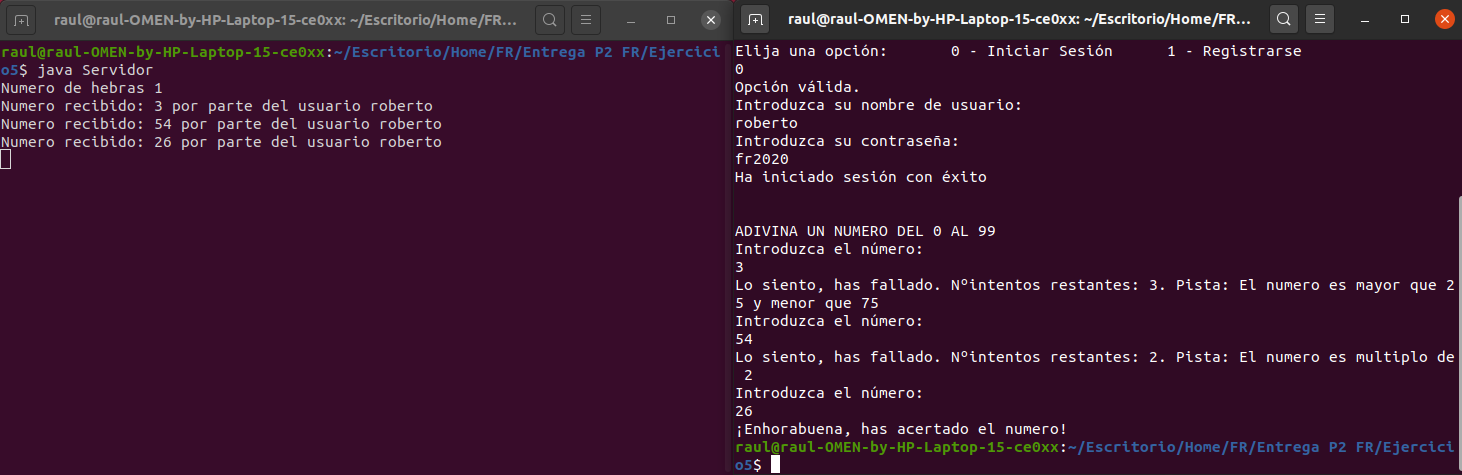 raul@raul-OMEN-by-HP-Laptop-15-ce0xx: ~/Escritorio/Home/FR...
raul@raul-OMEN-by-HP-Laptop-15-ce0xx:~/Escritorio/Home/FR/Entrega P2 FR/Ejercici
o5$ java Servidor
Numero de hebras 1
Numero recibido: 3 por parte del usuario roberto
Numero recibido: 54 por parte del usuario roberto
Numero recibido: 26 por parte del usuario roberto
raul@raul-OMEN-by-HP-Laptop-15-ce0xx: ~/Escritorio/Home/FR...
Elija una opción:       0 - Iniciar Sesión      1 - Registrarse
0
Opción válida.
Introduzca su nombre de usuario:
roberto
Introduzca su contraseña:
fr2020
Ha iniciado sesión con éxito
ADIVINA UN NUMERO DEL 0 AL 99
Introduzca el número:
3
Lo siento, has fallado. Nºintentos restantes: 3. Pista: El numero es mayor que 2
5 y menor que 75
Introduzca el número:
54
Lo siento, has fallado. Nºintentos restantes: 2. Pista: El numero es multiplo de
 2
Introduzca el número:
26
¡Enhorabuena, has acertado el numero!
raul@raul-OMEN-by-HP-Laptop-15-ce0xx:~/Escritorio/Home/FR/Entrega P2 FR/Ejercici
o5$